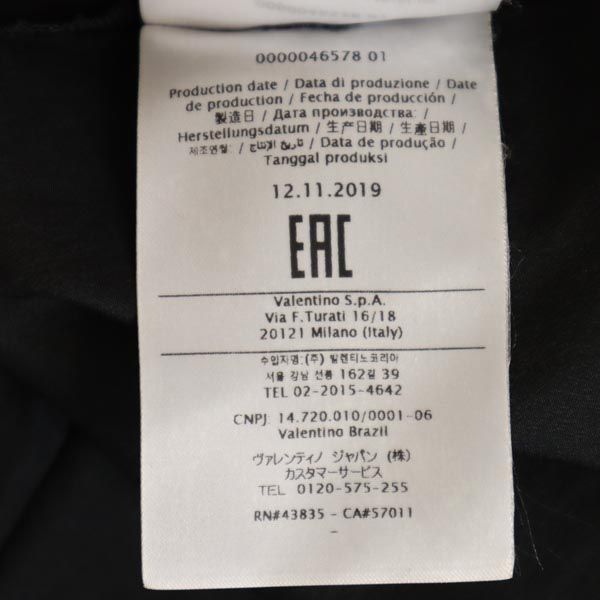 0000046578 01
Production date / Data di produzione / Date
de production / Fecha de producción /
製造日 / Дата производства: /
Herstellungsdatum / 生产日期 / 生產日期 /
제조연월: / تاريخ الإنتاج / Data de produção /
Tanggal produksi
12.11.2019
EAC
Valentino S.p.A.
Via F.Turati 16/18
20121 Milano (Italy)
수입자명:(주) 발렌티노코리아
서울 강남 선릉 162길 39
TEL 02-2015-4642
CNPJ: 14.720.010/0001-06
Valentino Brazil
ヴァレンティノ ジャパン (株)
カスタマーサービス
TEL 0120-575-255
RN#43835 - CA#57011
-